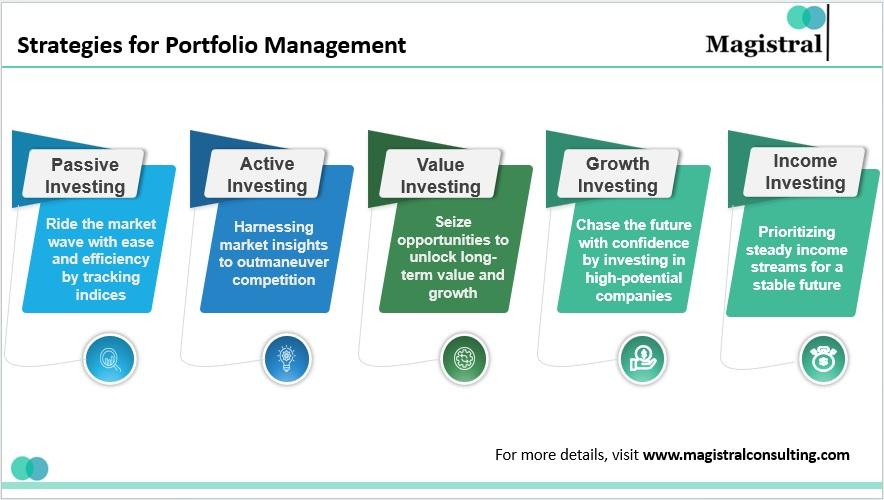 Strategies for Portfolio Management
Magistral
Passive
Investing
Ride the market
wave with ease
and efficiency
by tracking
indices
Active
Investing
Harnessing
market insights
to outmaneuver
competition
Value
Investing
Seize
opportunities to
unlock long-
term value and
growth
Growth
Investing
Chase the future
with confidence
by investing in
high-potential
companies
Income
Investing
Prioritizing
steady income
streams for a
stable future
For more details, visit www.magistralconsulting.com